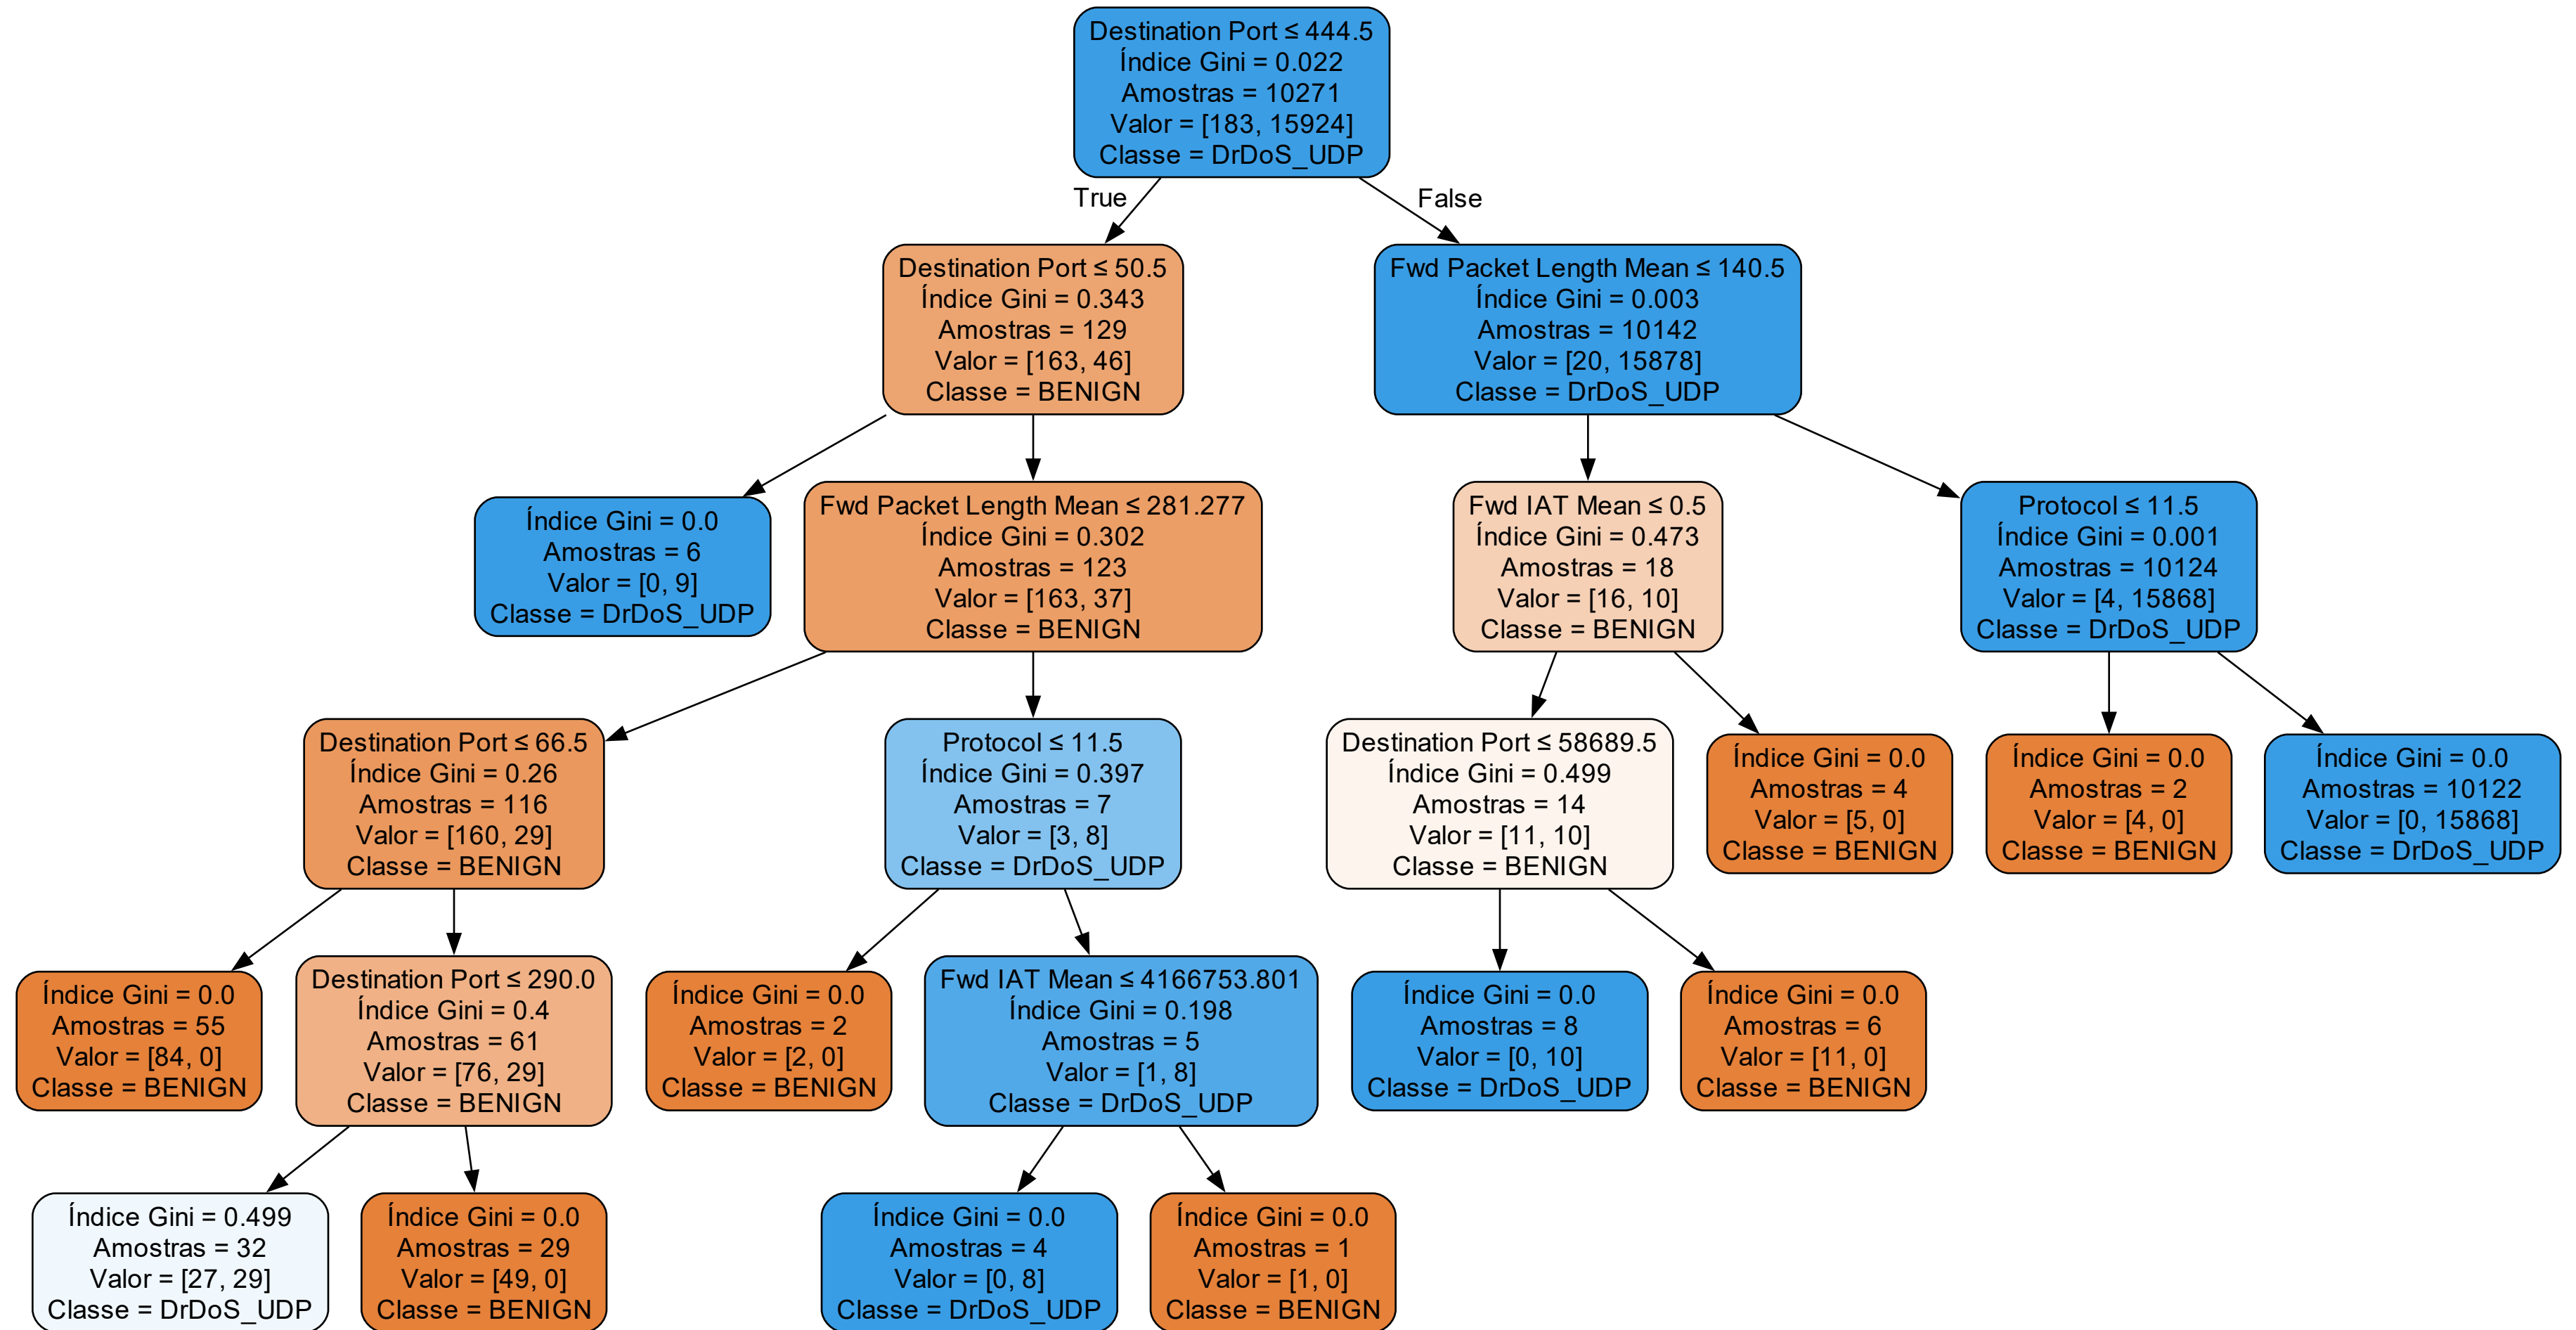 Destination Port ≤ 444.5
Índice Gini = 0.022
Amostras = 10271
Valor = [183, 15924]
Classe = DrDoS_UDP
True
False
Destination Port ≤ 50.5
Índice Gini = 0.343
Amostras = 129
Valor = [163, 46]
Classe = BENIGN
Fwd Packet Length Mean ≤ 140.5
Índice Gini = 0.003
Amostras = 10142
Valor = [20, 15878]
Classe = DrDoS_UDP
Índice Gini = 0.0
Amostras = 6
Valor = [0, 9]
Classe = DrDoS_UDP
Fwd Packet Length Mean ≤ 281.277
Índice Gini = 0.302
Amostras = 123
Valor = [163, 37]
Classe = BENIGN
Fwd IAT Mean ≤ 0.5
Índice Gini = 0.473
Amostras = 18
Valor = [16, 10]
Classe = BENIGN
Protocol ≤ 11.5
Índice Gini = 0.001
Amostras = 10124
Valor = [4, 15868]
Classe = DrDoS_UDP
Destination Port ≤ 66.5
Índice Gini = 0.26
Amostras = 116
Valor = [160, 29]
Classe = BENIGN
Protocol ≤ 11.5
Índice Gini = 0.397
Amostras = 7
Valor = [3, 8]
Classe = DrDoS_UDP
Destination Port ≤ 58689.5
Índice Gini = 0.499
Amostras = 14
Valor = [11, 10]
Classe = BENIGN
Índice Gini = 0.0
Amostras = 4
Valor = [5, 0]
Classe = BENIGN
Índice Gini = 0.0
Amostras = 2
Valor = [4, 0]
Classe = BENIGN
Índice Gini = 0.0
Amostras = 10122
Valor = [0, 15868]
Classe = DrDoS_UDP
Índice Gini = 0.0
Amostras = 55
Valor = [84, 0]
Classe = BENIGN
Destination Port ≤ 290.0
Índice Gini = 0.4
Amostras = 61
Valor = [76, 29]
Classe = BENIGN
Índice Gini = 0.0
Amostras = 2
Valor = [2, 0]
Classe = BENIGN
Fwd IAT Mean ≤ 4166753.801
Índice Gini = 0.198
Amostras = 5
Valor = [1, 8]
Classe = DrDoS_UDP
Índice Gini = 0.0
Amostras = 8
Valor = [0, 10]
Classe = DrDoS_UDP
Índice Gini = 0.0
Amostras = 6
Valor = [11, 0]
Classe = BENIGN
Índice Gini = 0.499
Amostras = 32
Valor = [27, 29]
Classe = DrDoS_UDP
Índice Gini = 0.0
Amostras = 29
Valor = [49, 0]
Classe = BENIGN
Índice Gini = 0.0
Amostras = 4
Valor = [0, 8]
Classe = DrDoS_UDP
Índice Gini = 0.0
Amostras = 1
Valor = [1, 0]
Classe = BENIGN